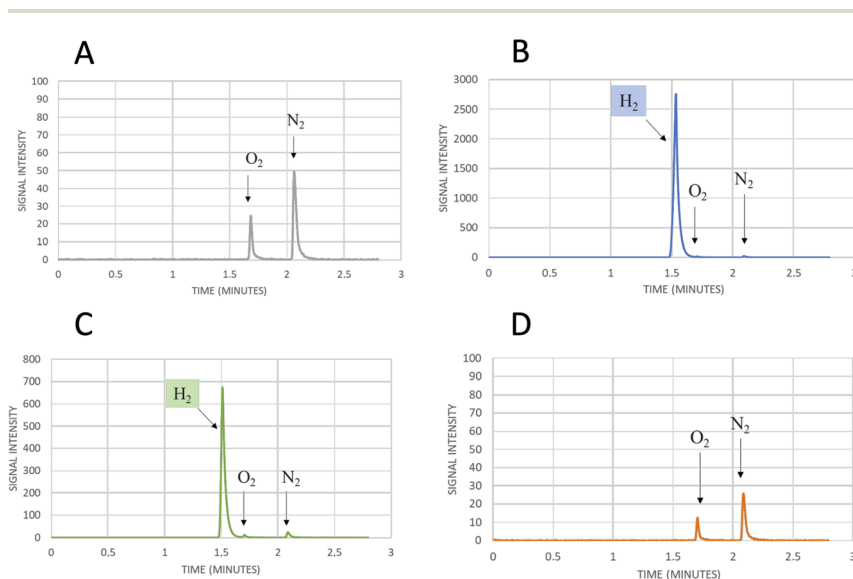 A
100
90
80
70
60
50
40
30
20
10
0
SIGNAL INTENSITY
O2
N2
0 0.5 1 1.5 2 2.5 3
TIME (MINUTES)
B
3000
2500
2000
1500
1000
500
0
SIGNAL INTENSITY
H2
O2
N2
0 0.5 1 1.5 2 2.5 3
TIME (MINUTES)
C
800
700
600
500
400
300
200
100
0
SIGNAL INTENSITY
H2
O2
N2
0 0.5 1 1.5 2 2.5 3
TIME (MINUTES)
D
100
90
80
70
60
50
40
30
20
10
0
SIGNAL INTENSITY
O2
N2
0 0.5 1 1.5 2 2.5 3
TIME (MINUTES)